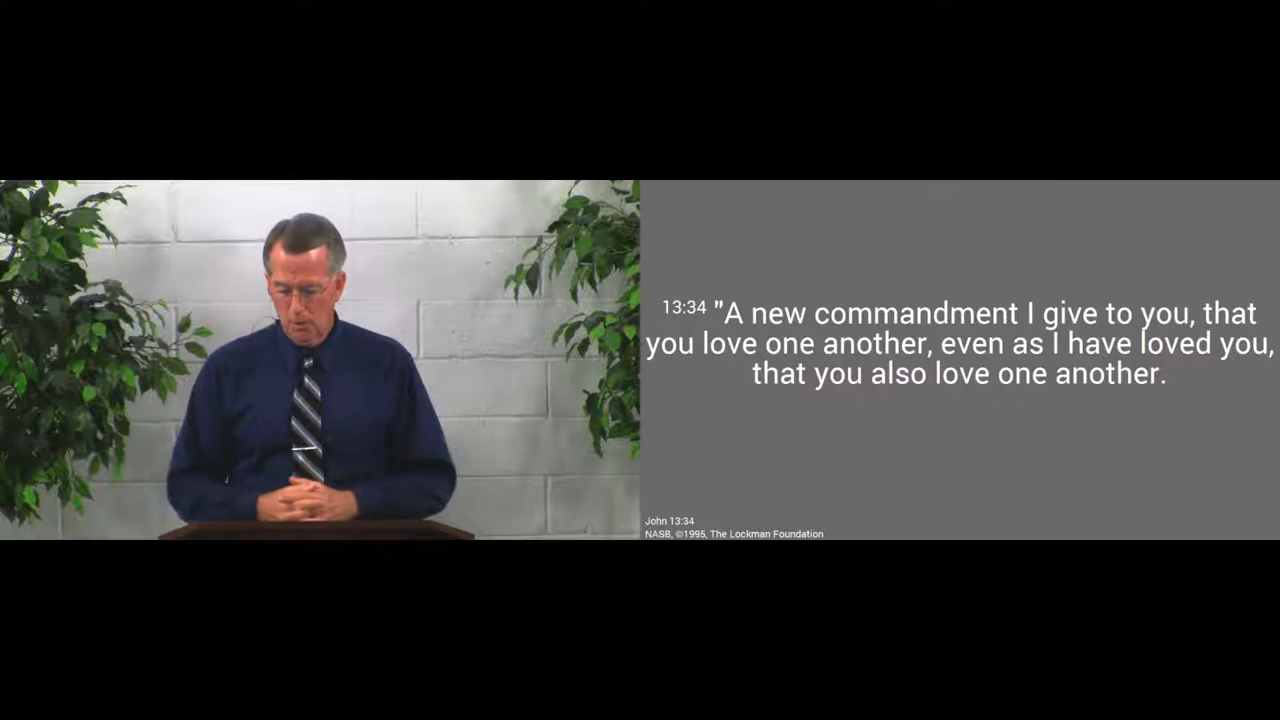 13:34 "A new commandment I give to you, that
you love one another, even as I have loved you,
that you also love one another.
John 13:34
NASB, ©1995, The Lockman Foundation